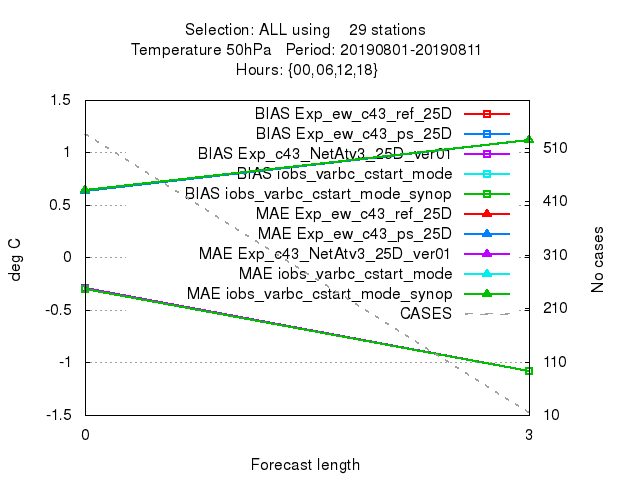 Selection: ALL using 29 stations
Temperature 50hPa Period: 20190801-20190811
Hours: {00,06,12,18}
1.5
1
0.5
0
-0.5
-1
-1.5
deg C
BIAS Exp_ew_c43_ref_25D
BIAS Exp_ew_c43_ps_25D
BIAS Exp_c43_NetAtv3_25D_ver01
BIAS iobs_varbc_cstart_mode
BIAS iobs_varbc_cstart_mode_synop
MAE Exp_ew_c43_ref_25D
MAE Exp_ew_c43_ps_25D
MAE Exp_c43_NetAtv3_25D_ver01
MAE iobs_varbc_cstart_mode
MAE iobs_varbc_cstart_mode_synop
CASES
510
410
310
210
110
10
No cases
0 3
Forecast length